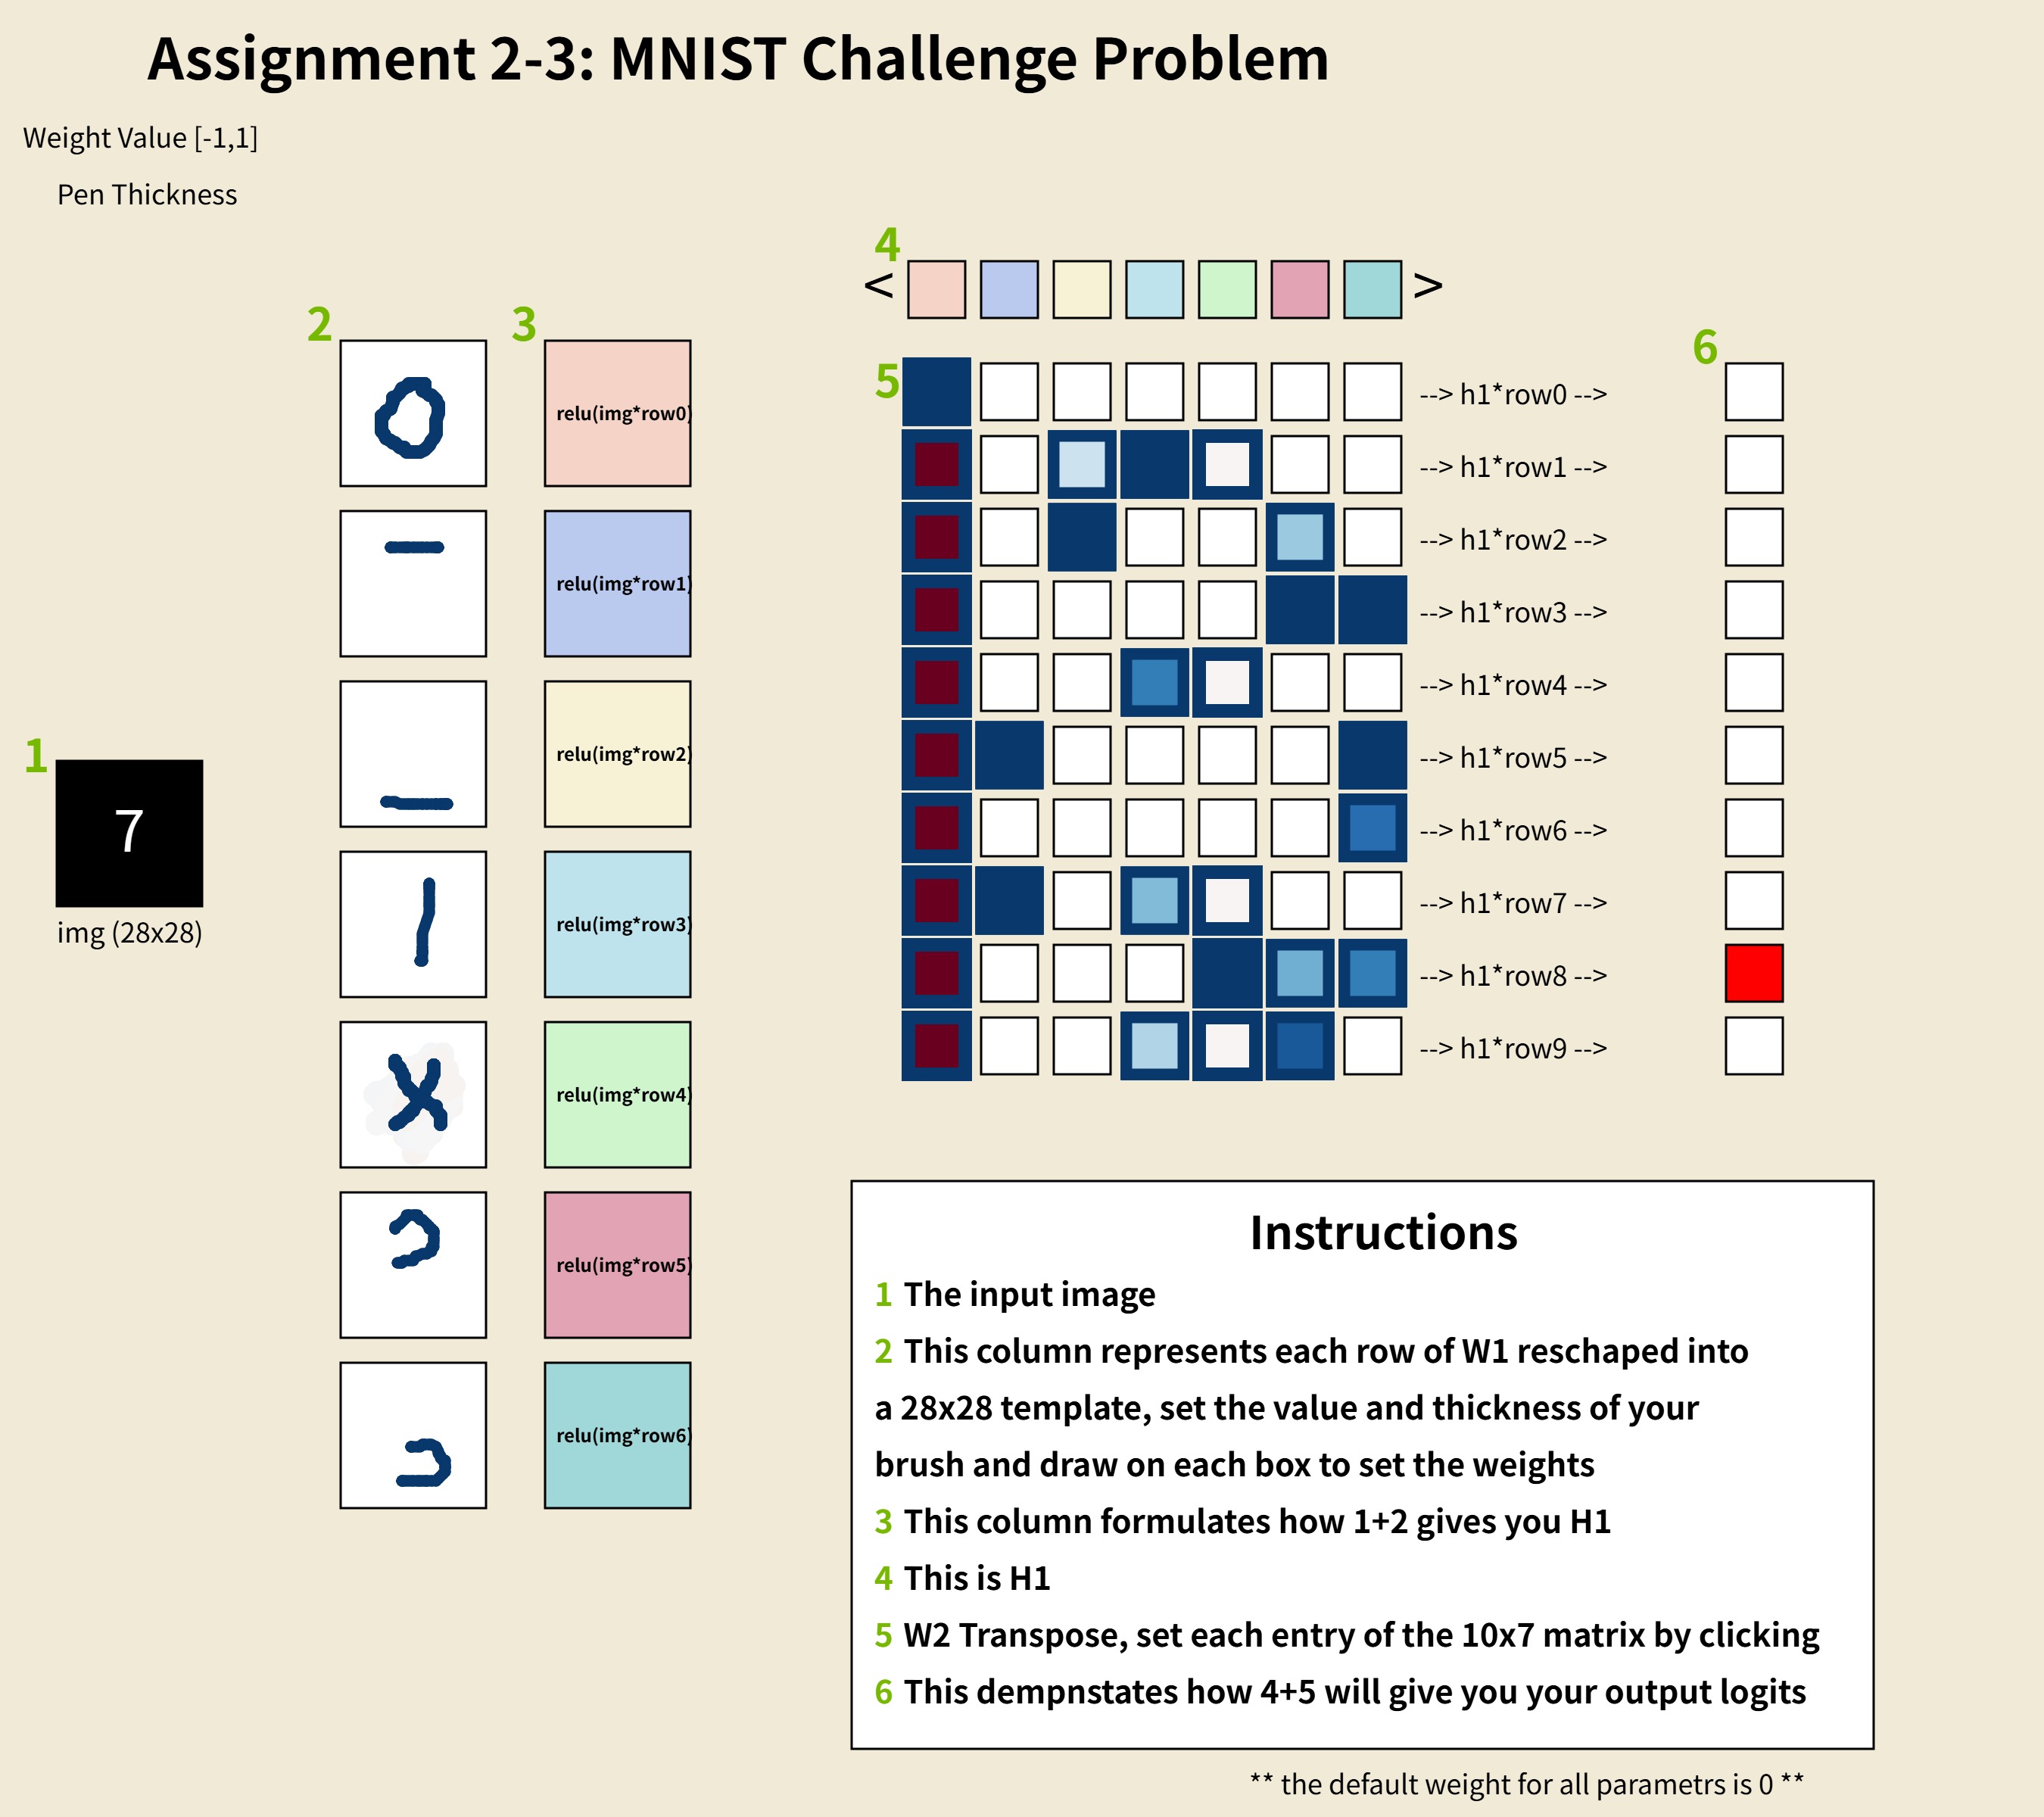 Assignment 2-3: MNIST Challenge Problem
Weight Value [-1,1]
Pen Thickness
4
< >
2 3
relu(img*row0)
relu(img*row1)
relu(img*row2)
relu(img*row3)
relu(img*row4)
relu(img*row5)
relu(img*row6)
1
7
img (28x28)
5
6
--> h1*row0 -->
--> h1*row1 -->
--> h1*row2 -->
--> h1*row3 -->
--> h1*row4 -->
--> h1*row5 -->
--> h1*row6 -->
--> h1*row7 -->
--> h1*row8 -->
--> h1*row9 -->
Instructions
1 The input image
2 This column represents each row of W1 reschaped into
a 28x28 template, set the value and thickness of your
brush and draw on each box to set the weights
3 This column formulates how 1+2 gives you H1
4 This is H1
5 W2 Transpose, set each entry of the 10x7 matrix by clicking
6 This dempnstates how 4+5 will give you your output logits
** the default weight for all parametrs is 0 **